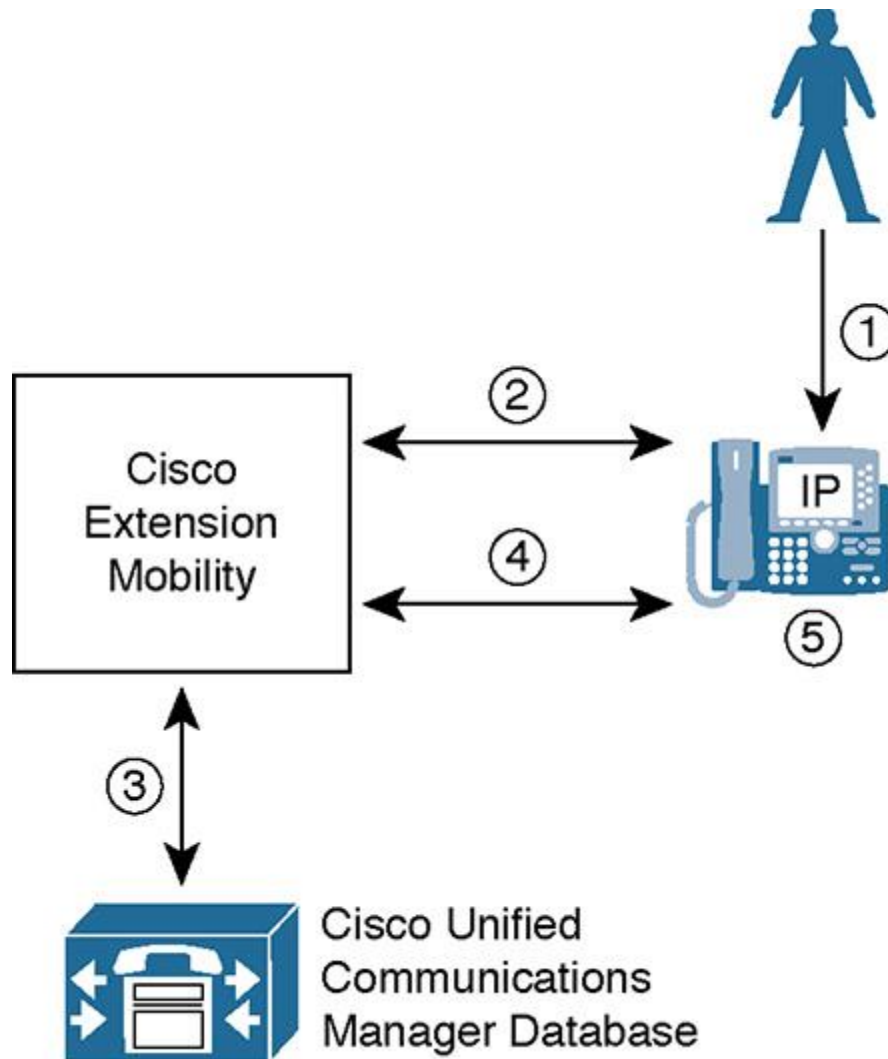 1
2
Cisco
Extension
Mobility
IP
4
5
3
Cisco Unified
Communications
Manager Database